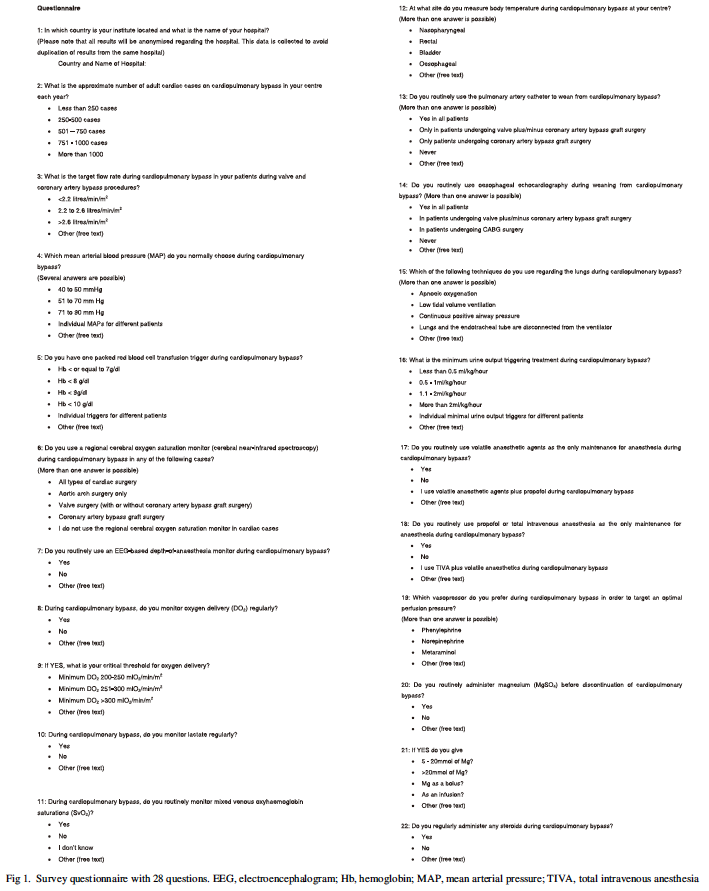 Questionnaire
1: In which country is your institute located and what is the name of your hospital?
(Please note that all results will be anonymised regarding the hospital. This data is collected to avoid
duplication of results from the same hospital)
Country and Name of Hospital:
2: What is the approximate number of adult cardiac cases on cardiopulmonary bypass in your centre
each year?
• Less than 250 cases
• 250-500 cases
• 501 – 750 cases
• 751 - 1000 cases
• More than 1000
3: What is the target flow rate during cardiopulmonary bypass in your patients during valve and
coronary artery bypass procedures?
• <2.2 litres/min/m²
• 2.2 to 2.6 litres/min/m²
• >2.6 litres/min/m²
• Other (free text)
4: Which mean arterial blood pressure (MAP) do you normally choose during cardiopulmonary
bypass?
(Several answers are possible)
• 40 to 50 mmHg
• 51 to 70 mm Hg
• 71 to 90 mm Hg
• Individual MAPs for different patients
• Other (free text)
5: Do you have one packed red blood cell transfusion trigger during cardiopulmonary bypass?
• Hb < or equal to 7g/dl
• Hb < 8 g/dl
• Hb < 9g/dl
• Hb < 10 g/dl
• Individual triggers for different patients
• Other (free text)
6: Do you use a regional cerebral oxygen saturation monitor (cerebral near-infrared spectroscopy)
during cardiopulmonary bypass in any of the following cases?
(More than one answer is possible)
• All types of cardiac surgery
• Aortic arch surgery only
• Valve surgery (with or without coronary artery bypass graft surgery)
• Coronary artery bypass graft surgery
• I do not use the regional cerebral oxygen saturation monitor in cardiac cases
7: Do you routinely use an EEG-based depth-of-anaesthesia monitor during cardiopulmonary bypass?
• Yes
• No
• Other (free text)
8: During cardiopulmonary bypass, do you monitor oxygen delivery (DO₂) regularly?
• Yes
• No
• Other (free text)
9: If YES, what is your critical threshold for oxygen delivery?
• Minimum DO₂ 200-250 mlO₂/min/m²
• Minimum DO₂ 251-300 mlO₂/min/m²
• Minimum DO₂ >300 mlO₂/min/m²
• Other (free text)
10: During cardiopulmonary bypass, do you monitor lactate regularly?
• Yes
• No
• Other (free text)
11: During cardiopulmonary bypass, do you routinely monitor mixed venous oxyhaemoglobin
saturations (SvO₂)?
• Yes
• No
• I don't know
• Other (free text)
12: At what site do you measure body temperature during cardiopulmonary bypass at your centre?
(More than one answer is possible)
• Nasopharyngeal
• Rectal
• Bladder
• Oesophageal
• Other (free text)
13: Do you routinely use the pulmonary artery catheter to wean from cardiopulmonary bypass?
(More than one answer is possible)
• Yes in all patients
• Only in patients undergoing valve plus/minus coronary artery bypass graft surgery
• Only patients undergoing coronary artery bypass graft surgery
• Never
• Other (free text)
14: Do you routinely use oesophageal echocardiography during weaning from cardiopulmonary
bypass? (More than one answer is possible)
• Yes in all patients
• In patients undergoing valve plus/minus coronary artery bypass graft surgery
• In patients undergoing CABG surgery
• Never
• Other (free text)
15: Which of the following techniques do you use regarding the lungs during cardiopulmonary bypass?
(More than one answer is possible)
• Apnoeic oxygenation
• Low tidal volume ventilation
• Continuous positive airway pressure
• Lungs and the endotracheal tube are disconnected from the ventilator
• Other (free text)
16: What is the minimum urine output triggering treatment during cardiopulmonary bypass?
• Less than 0.5 ml/kg/hour
• 0.5 - 1ml/kg/hour
• 1.1 - 2ml/kg/hour
• More than 2ml/kg/hour
• Individual minimal urine output triggers for different patients
• Other (free text)
17: Do you routinely use volatile anaesthetic agents as the only maintenance for anaesthesia during
cardiopulmonary bypass?
• Yes
• No
• I use volatile anaesthetic agents plus propofol during cardiopulmonary bypass
• Other (free text)
18: Do you routinely use propofol or total intravenous anaesthesia as the only maintenance for
anaesthesia during cardiopulmonary bypass?
• Yes
• No
• I use TIVA plus volatile anaesthetics during cardiopulmonary bypass
• Other (free text)
19: Which vasopressor do you prefer during cardiopulmonary bypass in order to target an optimal
perfusion pressure?
(More than one answer is possible)
• Phenylephrine
• Norepinephrine
• Metaraminol
• Other (free text)
20: Do you routinely administer magnesium (MgSO₄) before discontinuation of cardiopulmonary
bypass?
• Yes
• No
• Other (free text)
21: If YES do you give
• 5 - 20mmol of Mg?
• >20mmol of Mg?
• Mg as a bolus?
• As an infusion?
• Other (free text)
22: Do you regularly administer any steroids during cardiopulmonary bypass?
• Yes
• No
• Other (free text)
Fig 1. Survey questionnaire with 28 questions. EEG, electroencephalogram; Hb, hemoglobin; MAP, mean arterial pressure; TIVA, total intravenous anesthesia